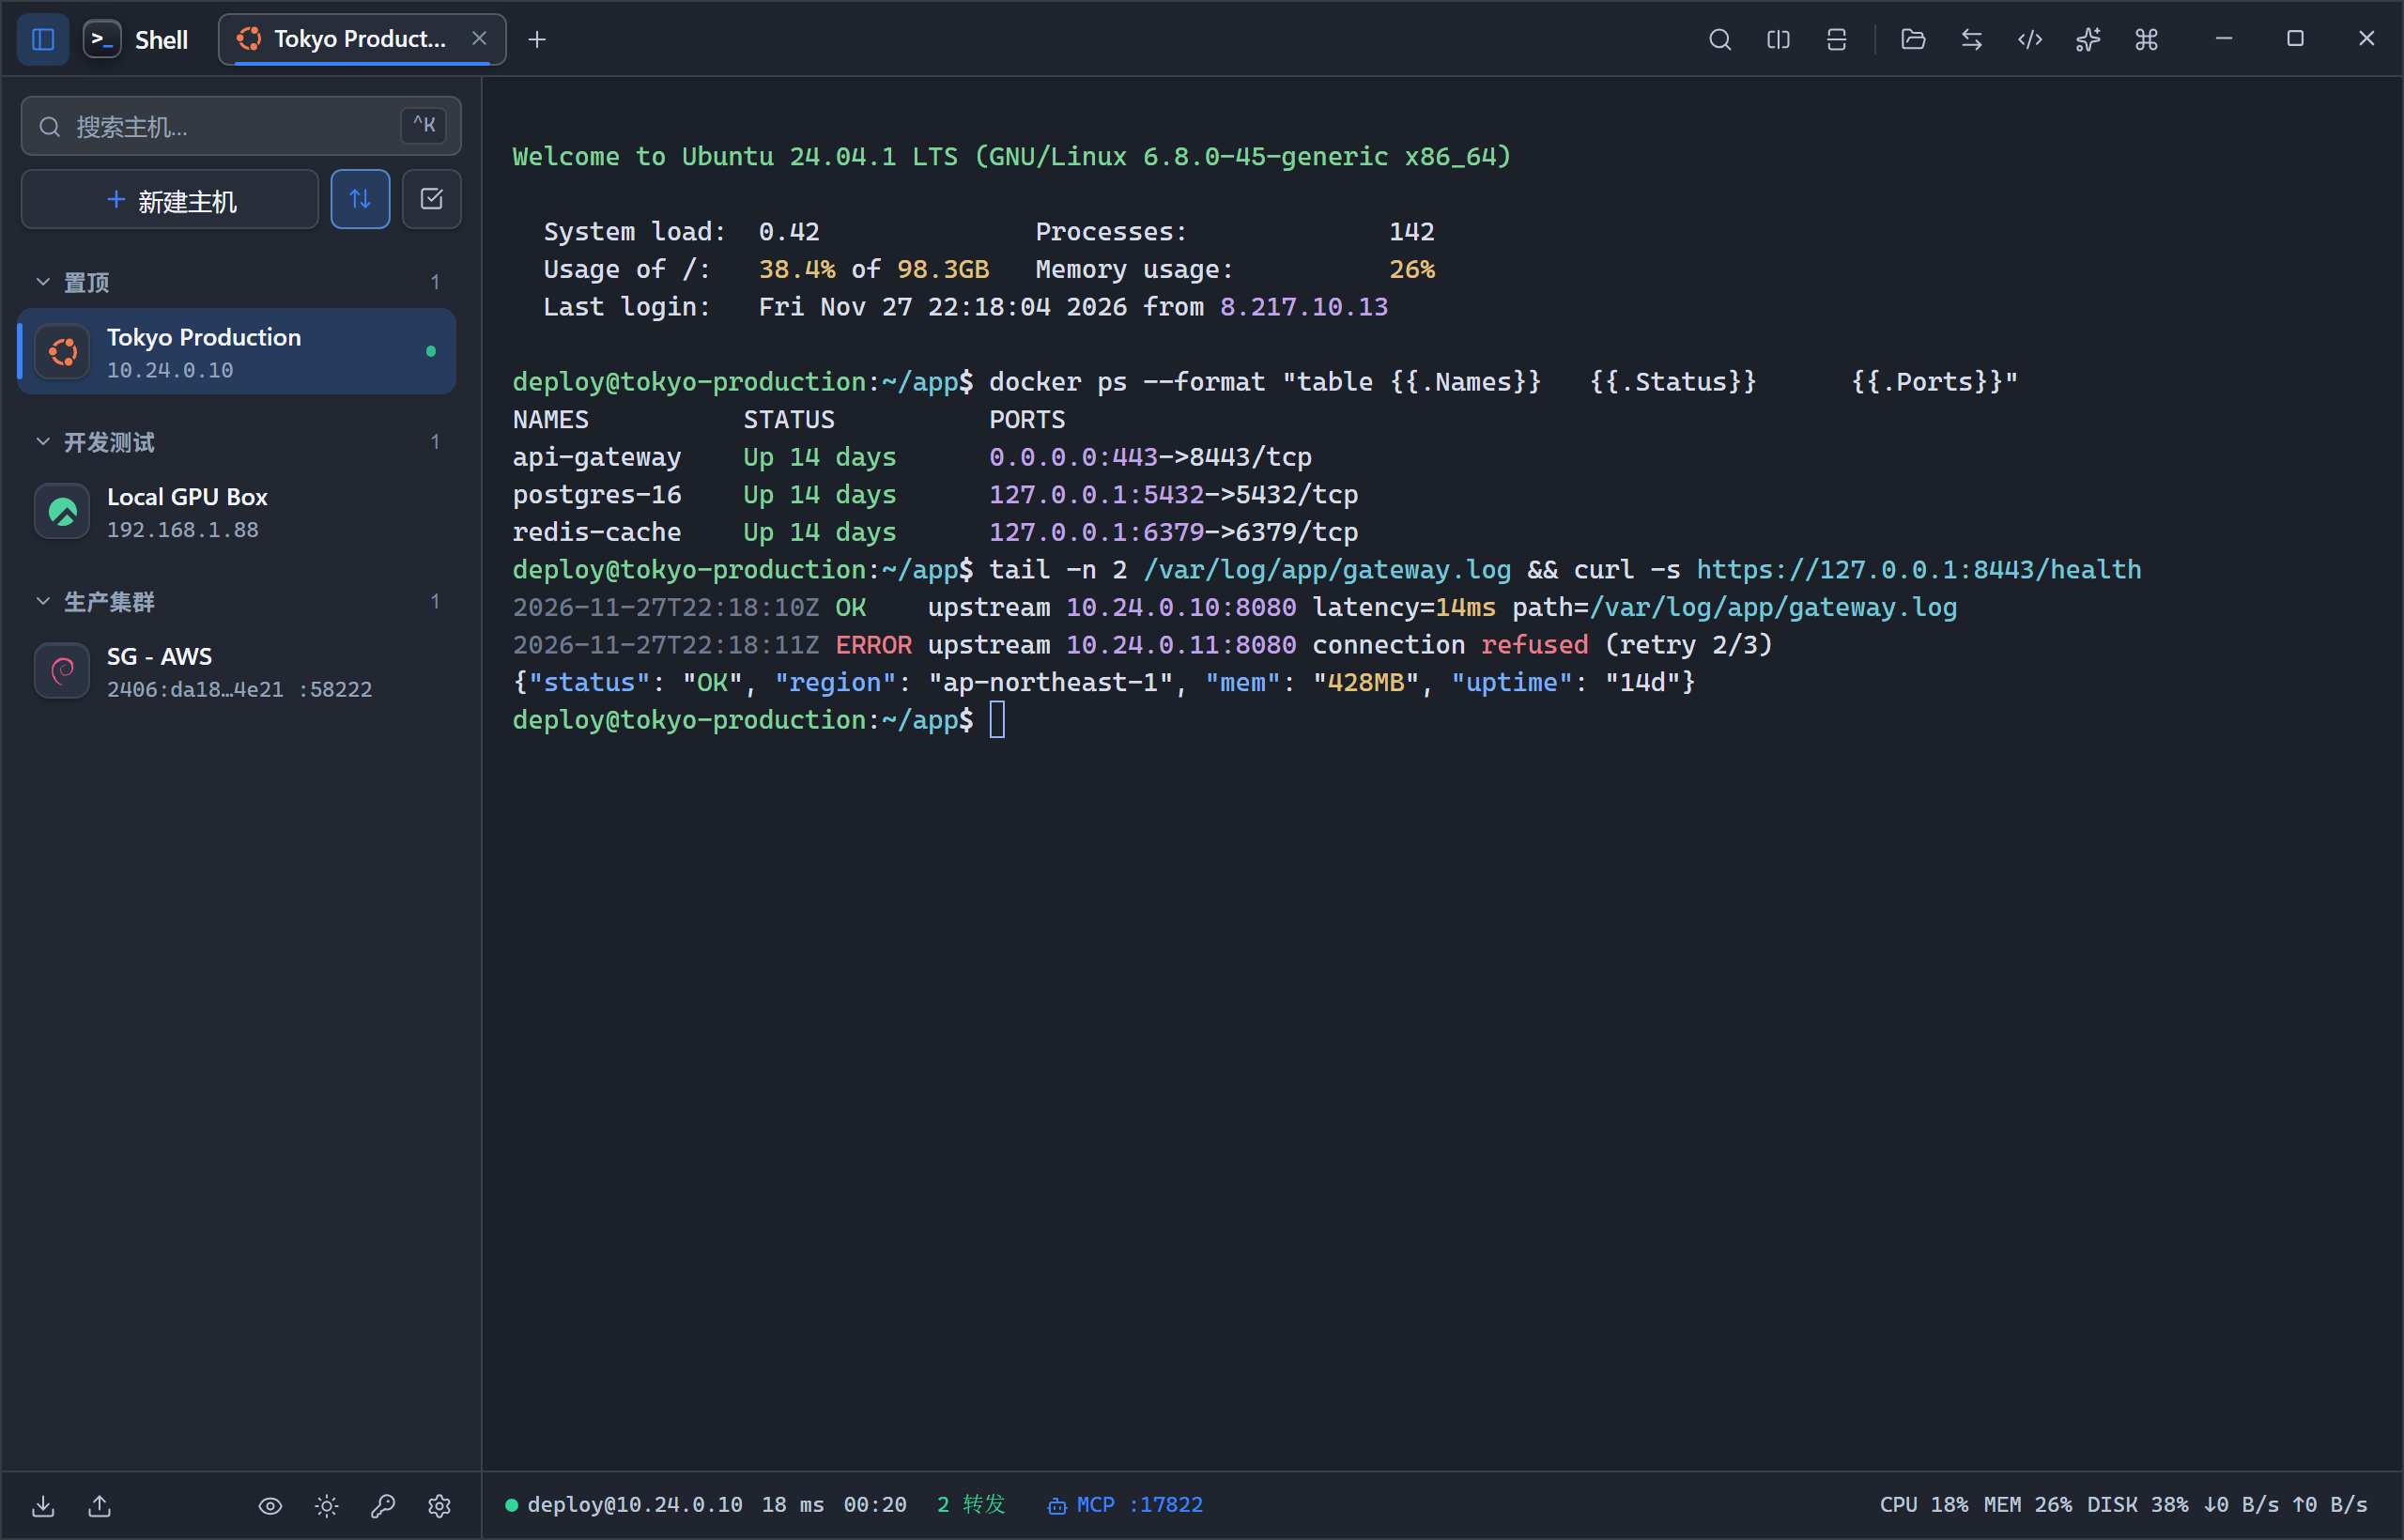 Shell
Tokyo Product...
搜索主机...
^K
新建主机
置顶 1
Tokyo Production
10.24.0.10
开发测试 1
Local GPU Box
192.168.1.88
生产集群 1
SG - AWS
2406:da18…4e21 :58222
Welcome to Ubuntu 24.04.1 LTS (GNU/Linux 6.8.0-45-generic x86_64)
System load: 0.42 Processes: 142
Usage of /: 38.4% of 98.3GB Memory usage: 26%
Last login: Fri Nov 27 22:18:04 2026 from 8.217.10.13
deploy@tokyo-production:~/app$ docker ps --format "table {{.Names}} {{.Status}} {{.Ports}}"
NAMES STATUS PORTS
api-gateway Up 14 days 0.0.0.0:443->8443/tcp
postgres-16 Up 14 days 127.0.0.1:5432->5432/tcp
redis-cache Up 14 days 127.0.0.1:6379->6379/tcp
deploy@tokyo-production:~/app$ tail -n 2 /var/log/app/gateway.log && curl -s https://127.0.0.1:8443/health
2026-11-27T22:18:10Z OK upstream 10.24.0.10:8080 latency=14ms path=/var/log/app/gateway.log
2026-11-27T22:18:11Z ERROR upstream 10.24.0.11:8080 connection refused (retry 2/3)
{"status": "OK", "region": "ap-northeast-1", "mem": "428MB", "uptime": "14d"}
deploy@tokyo-production:~/app$
deploy@10.24.0.10 18 ms 00:20 2 转发 MCP :17822
CPU 18% MEM 26% DISK 38% ↓0 B/s ↑0 B/s